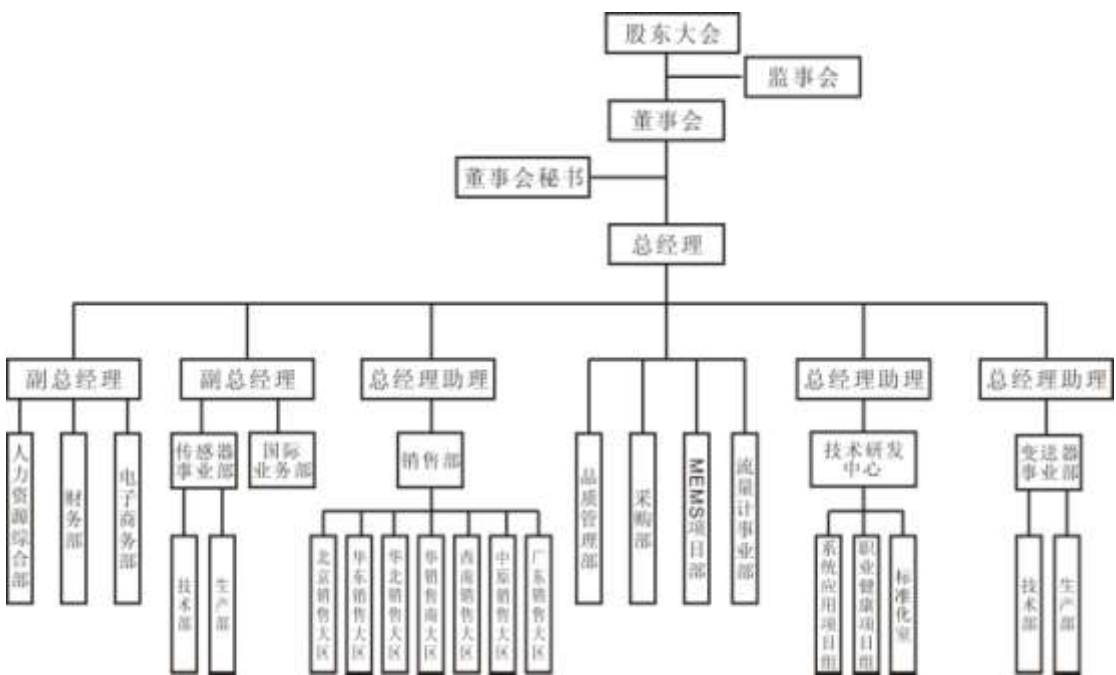 股东大会
监事会
董事会
董事会秘书
总经理
副总经理
副总经理
总经理助理
总经理助理
总经理助理
人力资源综合部
财务部
电子商务部
传感器
事业部
国际
业务部
销售部
品质管理部
采购部
MEMS项目部
流量计事业部
技术研发
中心
变送器
事业部
技术部
生产部
北京销售大区
华东销售大区
华北销售大区
华销售南大区
西南销售大区
中原销售大区
广东销售大区
系统应用项目组
职业健康项目组
标准化室
技术部
生产部